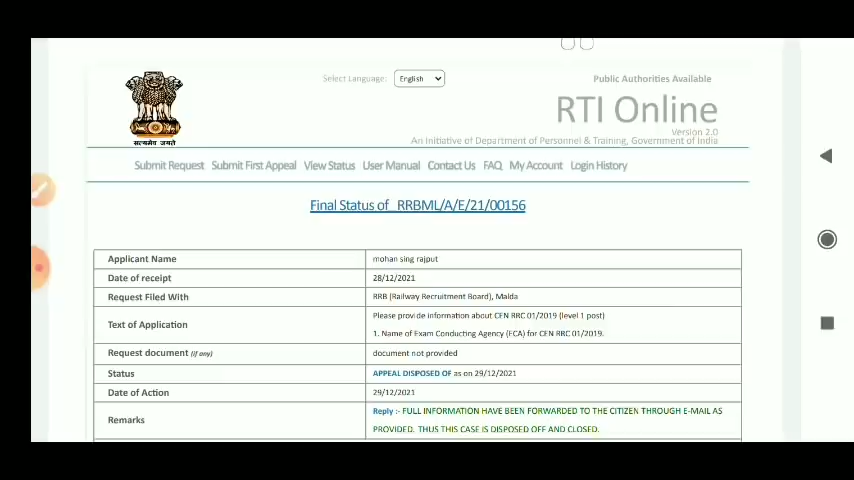 Select Language: English
Public Authorities Available
RTI Online
Version 2.0
An Initiative of Department of Personnel & Training, Government of India
सत्यमेव जयते
Submit Request Submit First Appeal View Status User Manual Contact Us FAQ My Account Login History
Final Status of RRBML/A/E/21/00156
Applicant Name mohan sing rajput
Date of receipt 28/12/2021
Request Filed With RRB (Railway Recruitment Board), Malda
Text of Application Please provide information about CEN RRC 01/2019 (level 1 post)
1. Name of Exam Conducting Agency (ECA) for CEN RRC 01/2019.
Request document (if any) document not provided
Status APPEAL DISPOSED OF as on 29/12/2021
Date of Action 29/12/2021
Remarks Reply :- FULL INFORMATION HAVE BEEN FORWARDED TO THE CITIZEN THROUGH E-MAIL AS
PROVIDED. THUS THIS CASE IS DISPOSED OFF AND CLOSED.